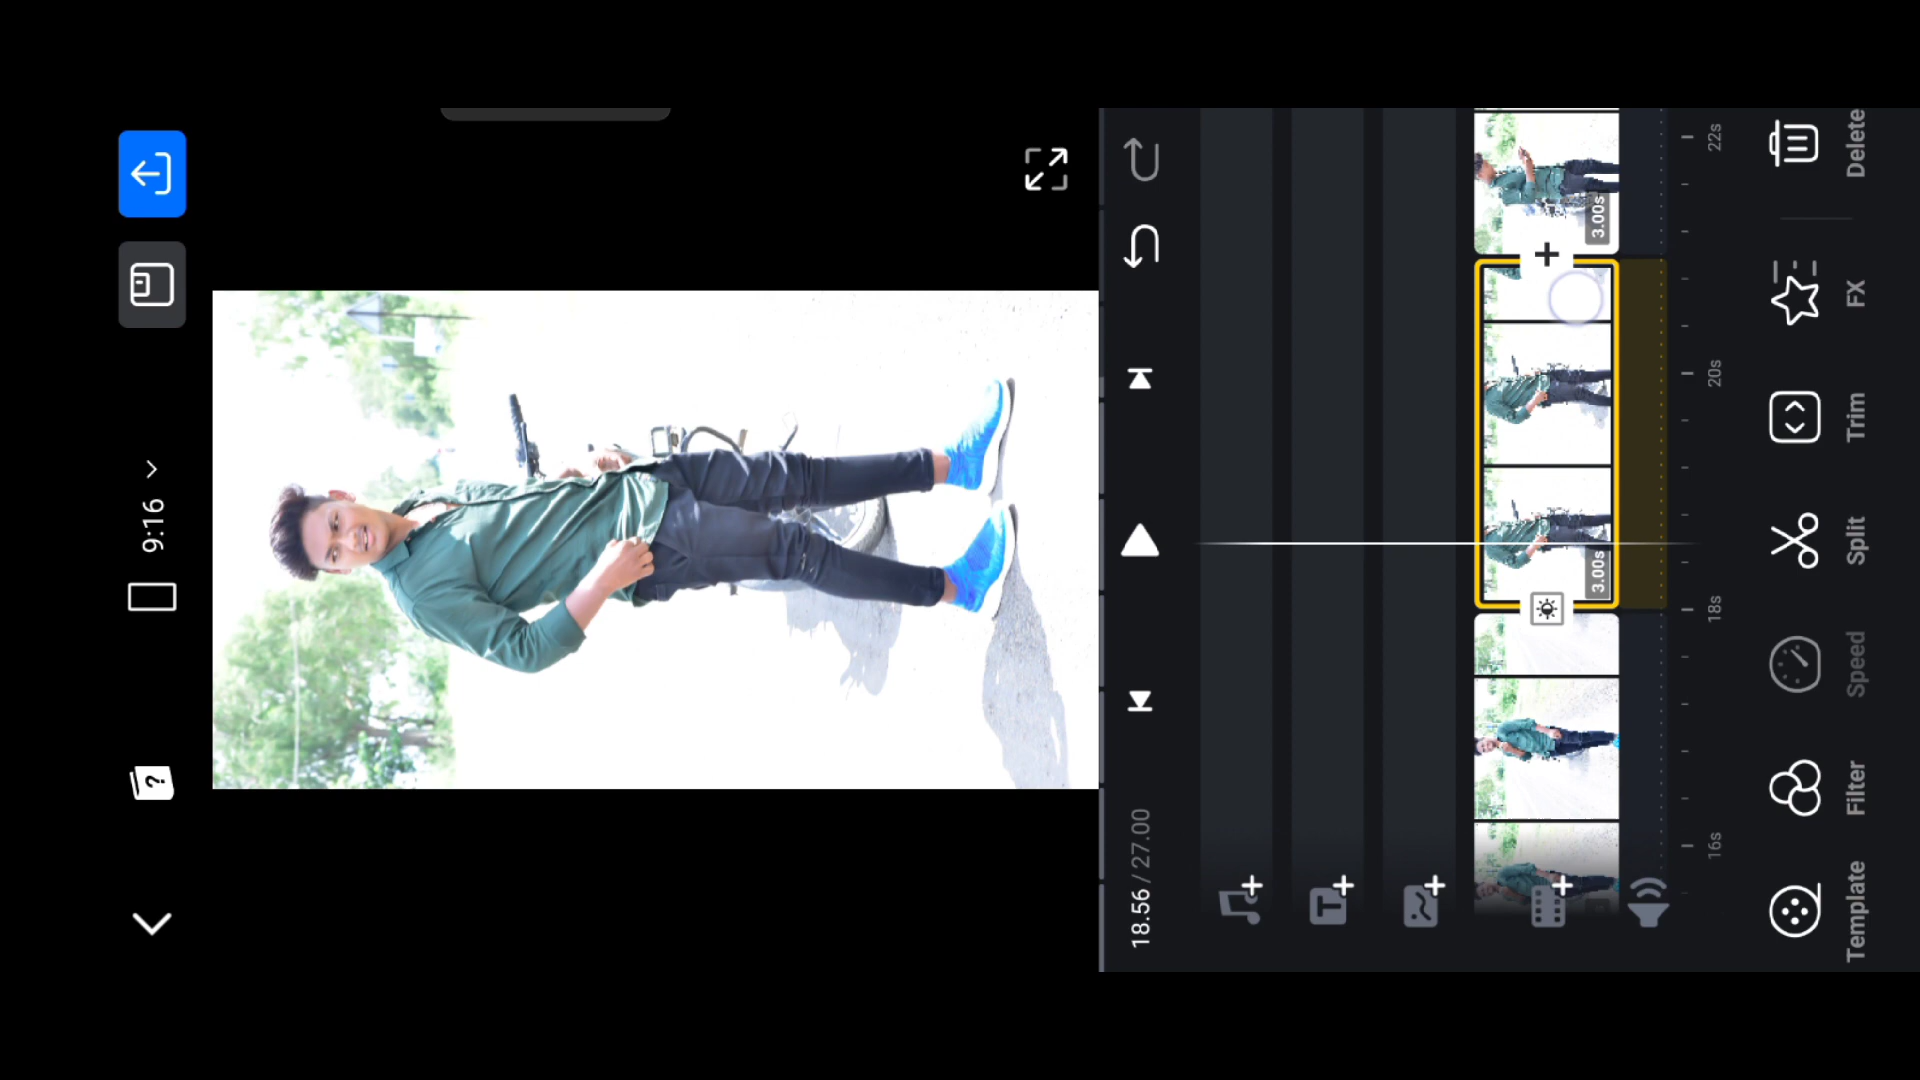 9:16
?
18.56 / 27.00
T
3.00s
3.00s
16s
18s
20s
22s
Template
Filter
Speed
Split
Trim
FX
Delete